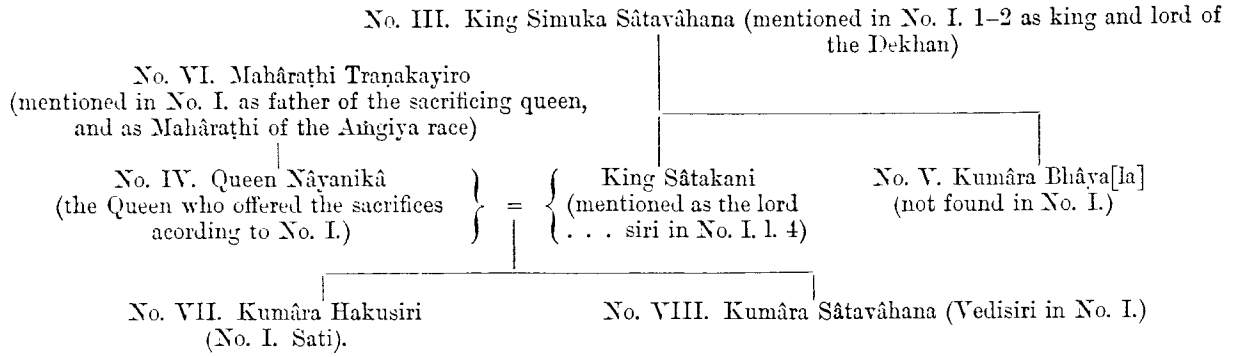 No. III. King Simuka Sâtavâhana (mentioned in No. I. 1–2 as king and lord of
the Dekhan)
No. VI. Mahâraṭhi Traṇakayiro
(mentioned in No. I. as father of the sacrificing queen,
and as Mahâraṭhi of the Aṁgiya race)
No. IV. Queen Nâyanikâ
(the Queen who offered the sacrifices
acording to No. I.)
=
King Sâtakani
(mentioned as the lord
. . . siri in No. I. l. 4)
No. V. Kumâra Bhâya[la]
(not found in No. I.)
No. VII. Kumâra Hakusiri
(No. I. Sati).
No. VIII. Kumâra Sâtavâhana (Vedisiri in No. I.)